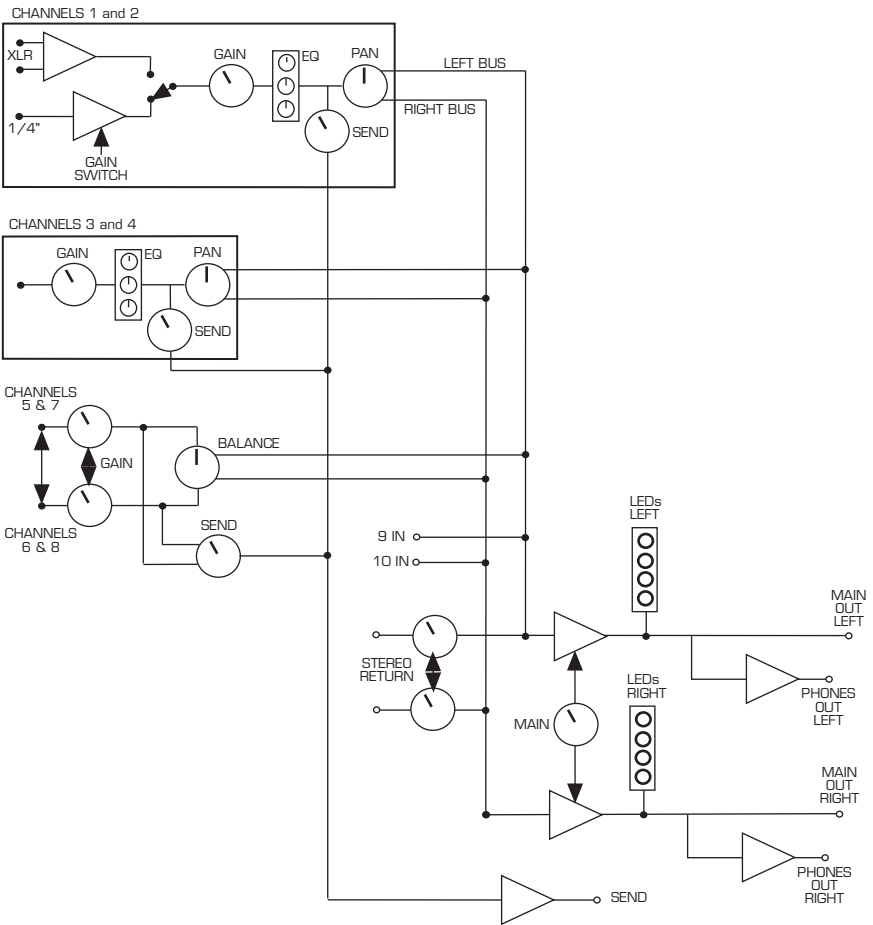 CHANNELS 1 and 2
XLR
1/4"
GAIN
SWITCH
GAIN
EQ
PAN
SEND
LEFT BUS
RIGHT BUS
CHANNELS 3 and 4
GAIN
EQ
PAN
SEND
CHANNELS
5 & 7
GAIN
BALANCE
CHANNELS
6 & 8
SEND
9 IN
10 IN
STEREO
RETURN
MAIN
LEDs
LEFT
LEDs
RIGHT
MAIN
OUT
LEFT
PHONES
OUT
LEFT
MAIN
OUT
RIGHT
PHONES
OUT
RIGHT
SEND